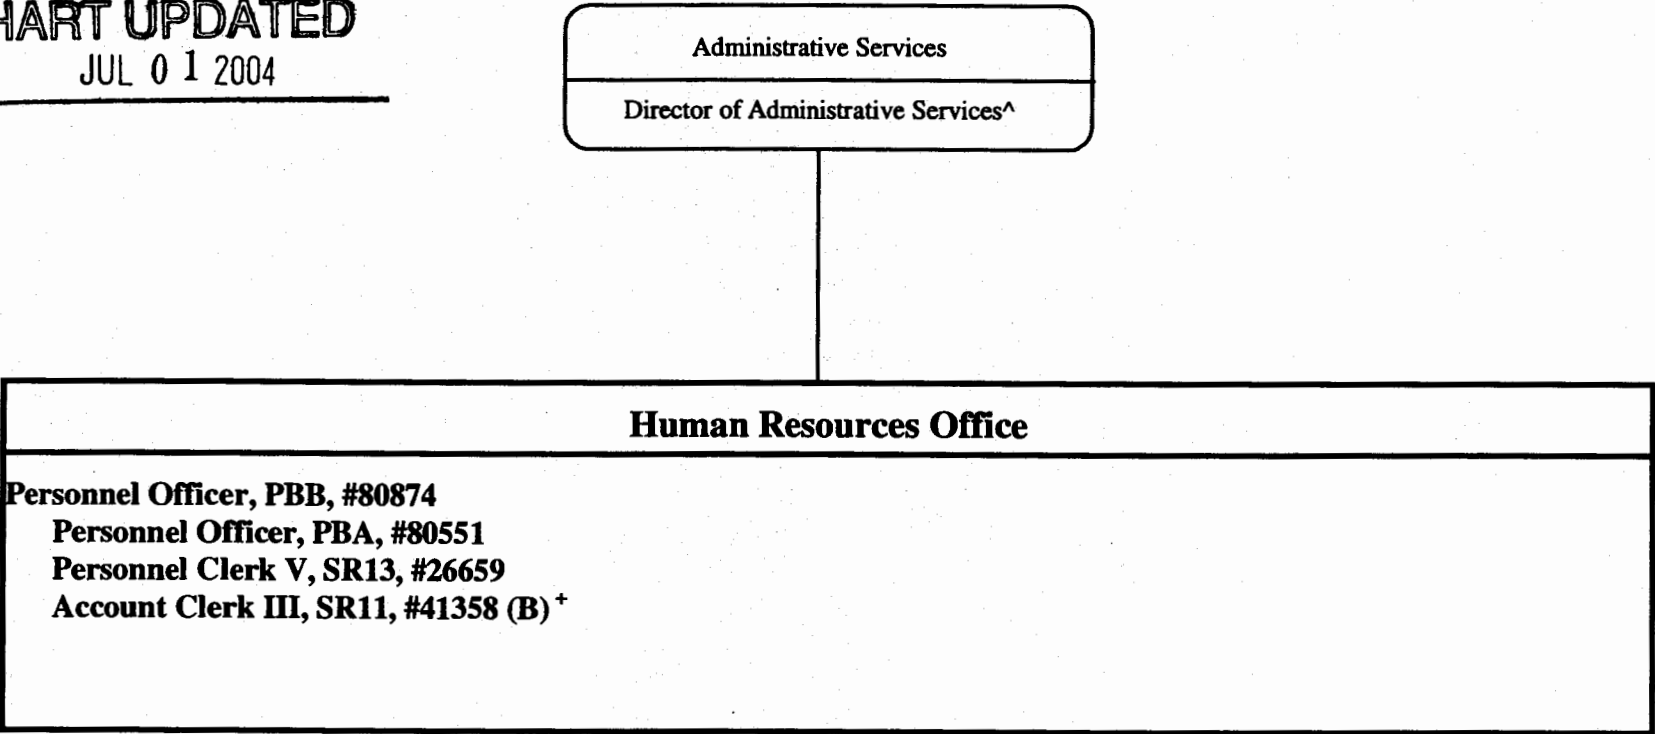 HART UPDATED
JUL 0 1 2004
Administrative Services
Director of Administrative Services^
Human Resources Office
Personnel Officer, PBB, #80874
Personnel Officer, PBA, #80551
Personnel Clerk V, SR13, #26659
Account Clerk III, SR11, #41358 (B) +